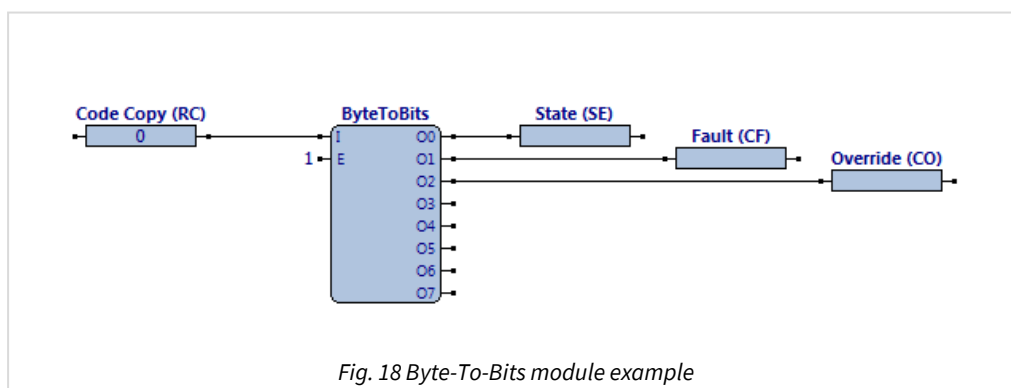 Code Copy (RC)
ByteToBits
State (SE)
0
I
O0
Fault (CF)
1
E
O1
Override (CO)
O2
O3
O4
O5
O6
O7
Fig. 18 Byte-To-Bits module example